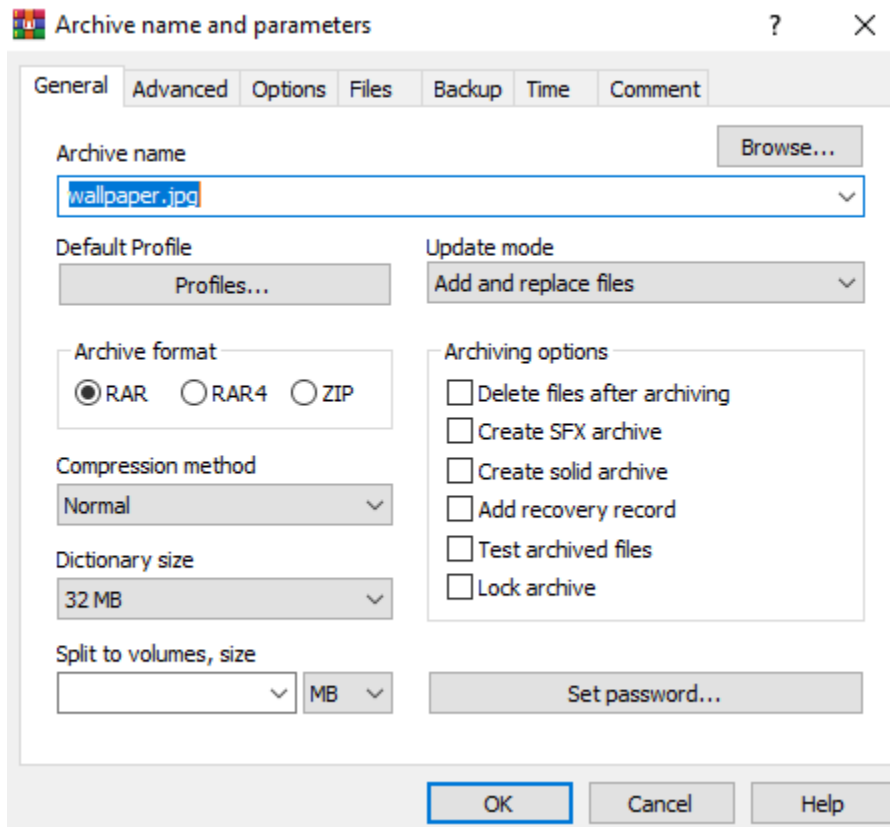 Archive name and parameters
?
General Advanced Options Files Backup Time Comment
Archive name
Browse...
wallpaper.jpg
Default Profile
Update mode
Profiles...
Add and replace files
Archive format
Archiving options
RAR RAR4 ZIP
Delete files after archiving
Create SFX archive
Compression method
Create solid archive
Normal
Add recovery record
Dictionary size
Test archived files
32 MB
Lock archive
Split to volumes, size
MB
Set password...
OK Cancel Help